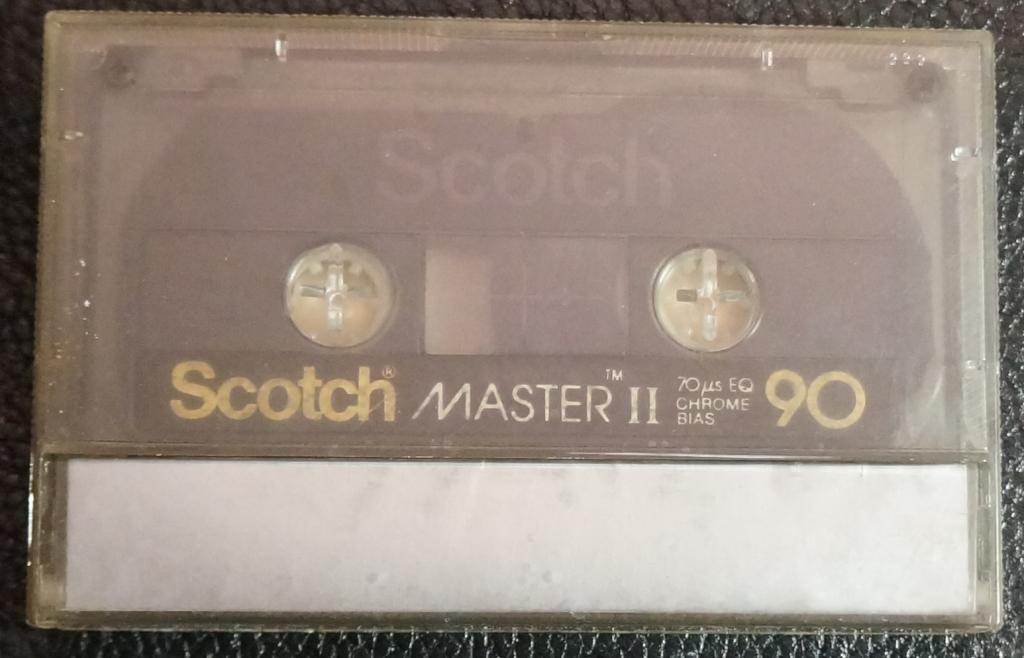 Scotch
Scotch® MASTER™ II 70μs EQ CHROME BIAS 90